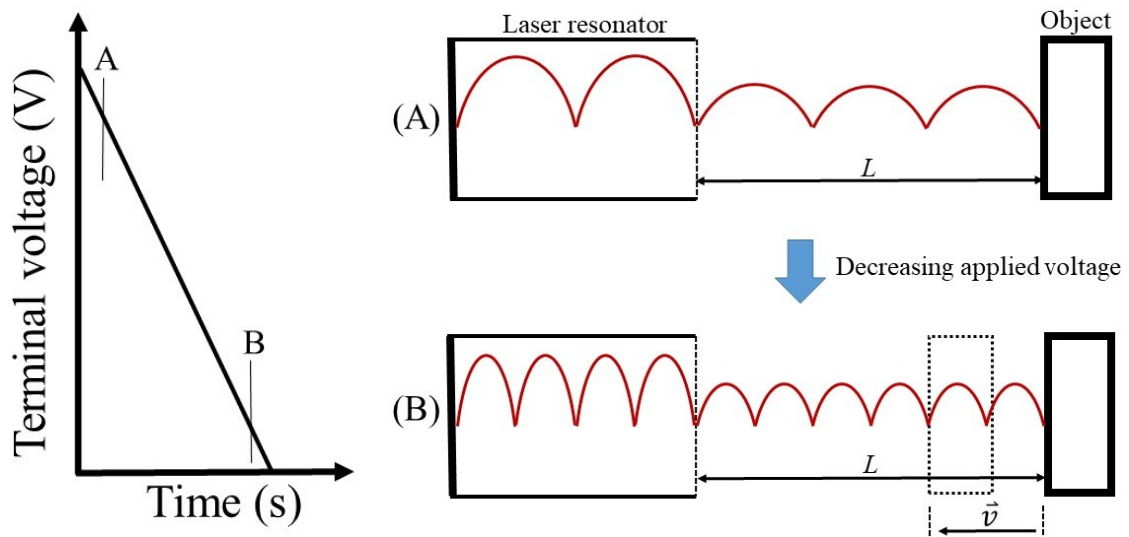 Terminal voltage (V)
A
B
Time (s)
Laser resonator
Object
(A)
L
Decreasing applied voltage
(B)
L
v⃗